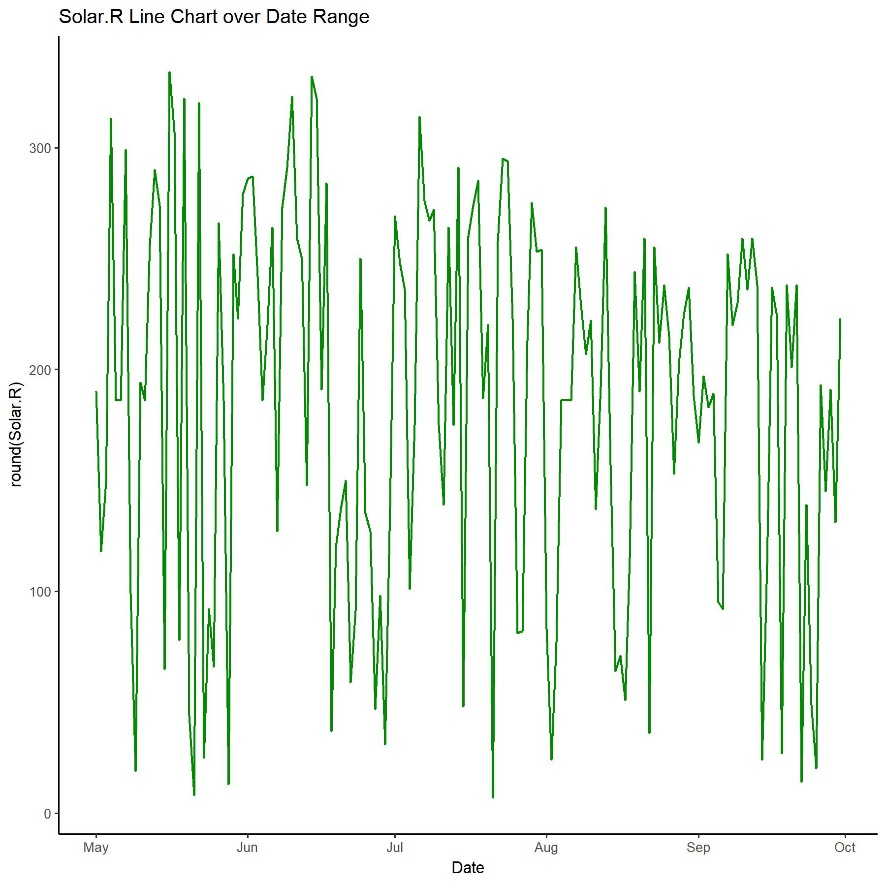 Solar.R Line Chart over Date Range
round(Solar.R)
300
200
100
0
May Jun Jul Aug Sep Oct
Date